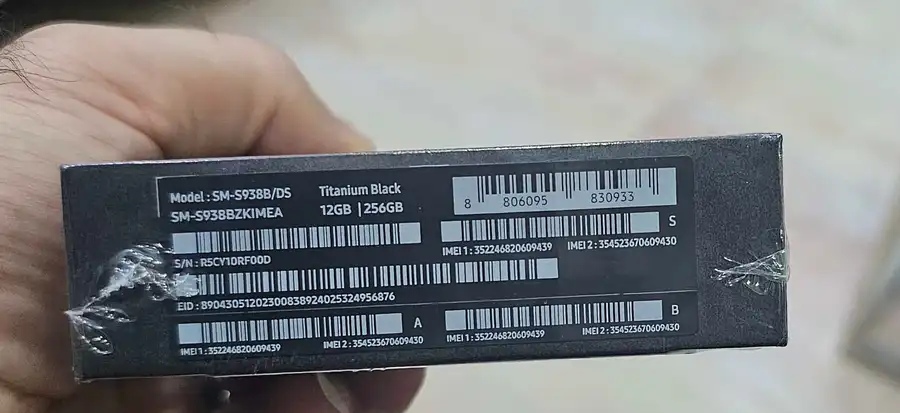 Model : SM-S938B/DS
SM-S938BZKIMEA
Titanium Black
12GB | 256GB
8 806095 830933
S/N : R5CY10RF00D
S
IMEI 1 : 352246820609439 IMEI 2 : 354523670609430
EID : 89043051202300838924025324956876
A
IMEI 1 : 352246820609439 IMEI 2 : 354523670609430
B
IMEI 1 : 352246820609439 IMEI 2 : 354523670609430